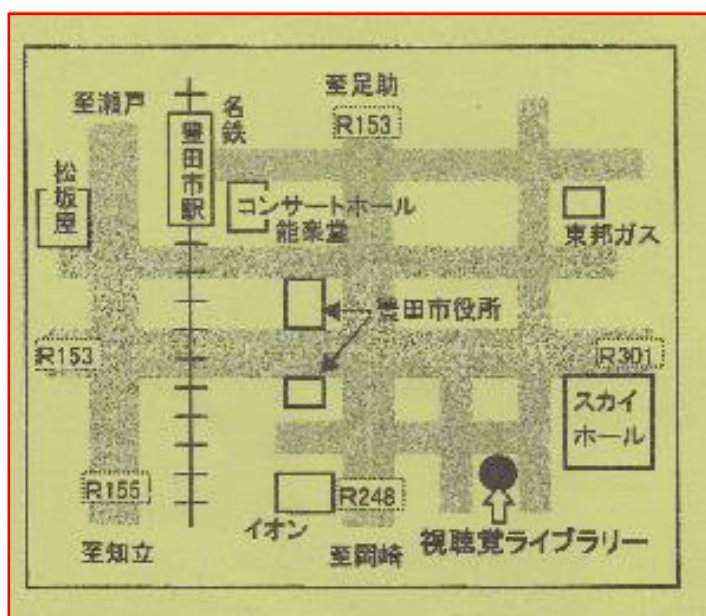 至足助
至瀬戸
名鉄
R153
豊田市駅
松坂屋
コンサートホール
能楽堂
東邦ガス
豊田市役所
R153
R301
スカイ
ホール
R155
R248
イオン
視聴覚ライブラリー
至知立
至岡崎